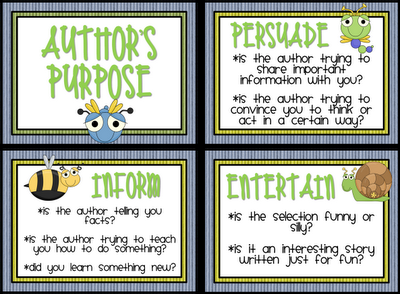 AUTHOR'S
PURPOSE
PERSUADE
*is the author trying to
share important
information with you?
*is the author trying to
convince you to think or
act in a certain way?
INFORM
*is the author telling you
facts?
*is the author trying to teach
you how to do something?
*did you learn something new?
ENTERTAIN
*is the selection funny or
silly?
*is it an interesting story
written just for fun?